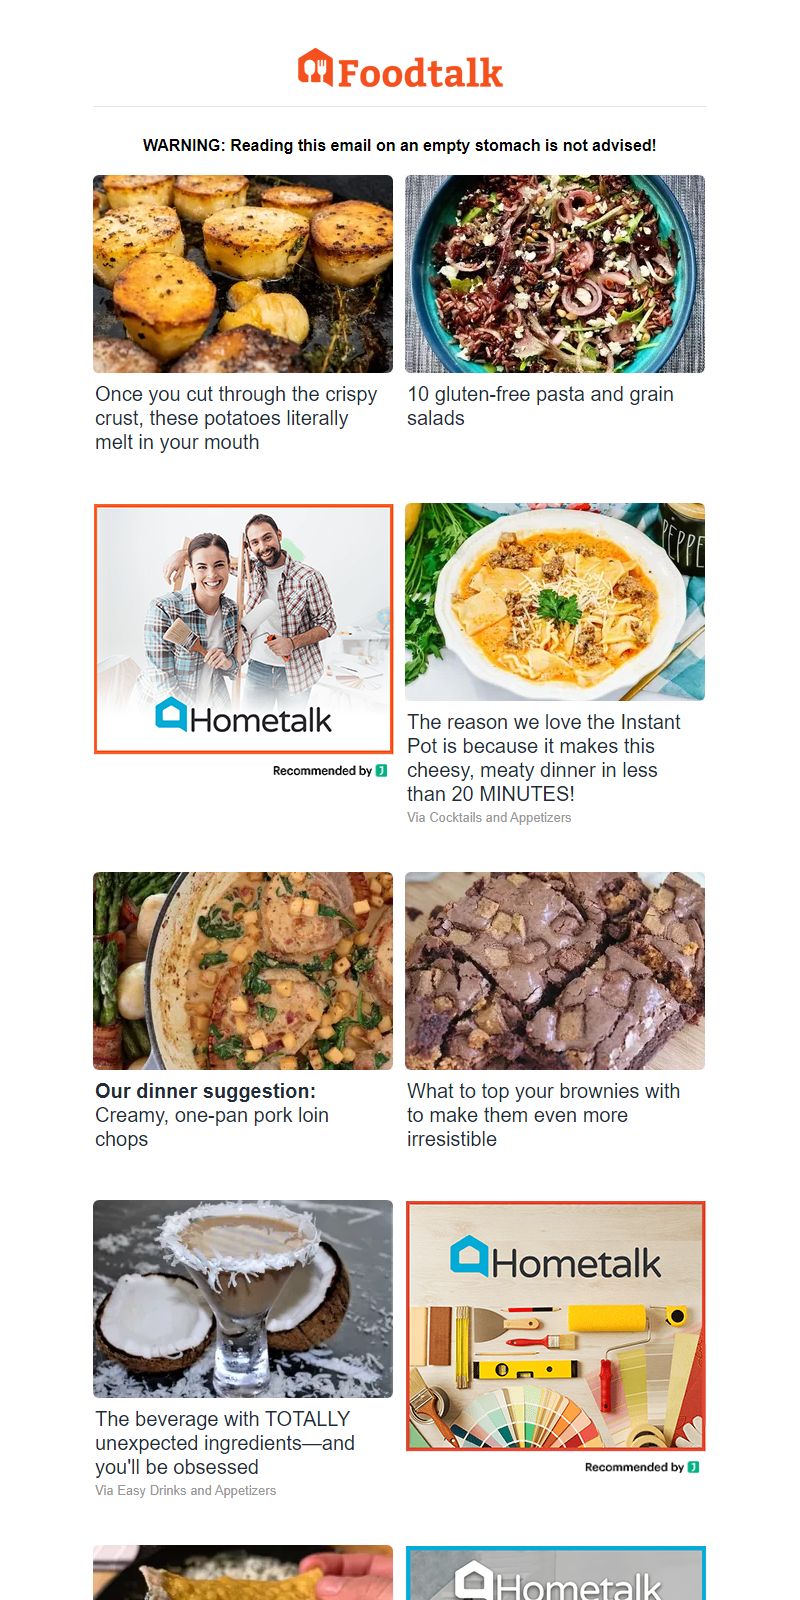 Foodtalk
WARNING: Reading this email on an empty stomach is not advised!
Once you cut through the crispy
crust, these potatoes literally
melt in your mouth
10 gluten-free pasta and grain
salads
Hometalk
Recommended by
PEPPE
The reason we love the Instant
Pot is because it makes this
cheesy, meaty dinner in less
than 20 MINUTES!
Via Cocktails and Appetizers
Our dinner suggestion:
Creamy, one-pan pork loin
chops
What to top your brownies with
to make them even more
irresistible
The beverage with TOTALLY
unexpected ingredients—and
you'll be obsessed
Via Easy Drinks and Appetizers
Hometalk
Recommended by
Hometalk